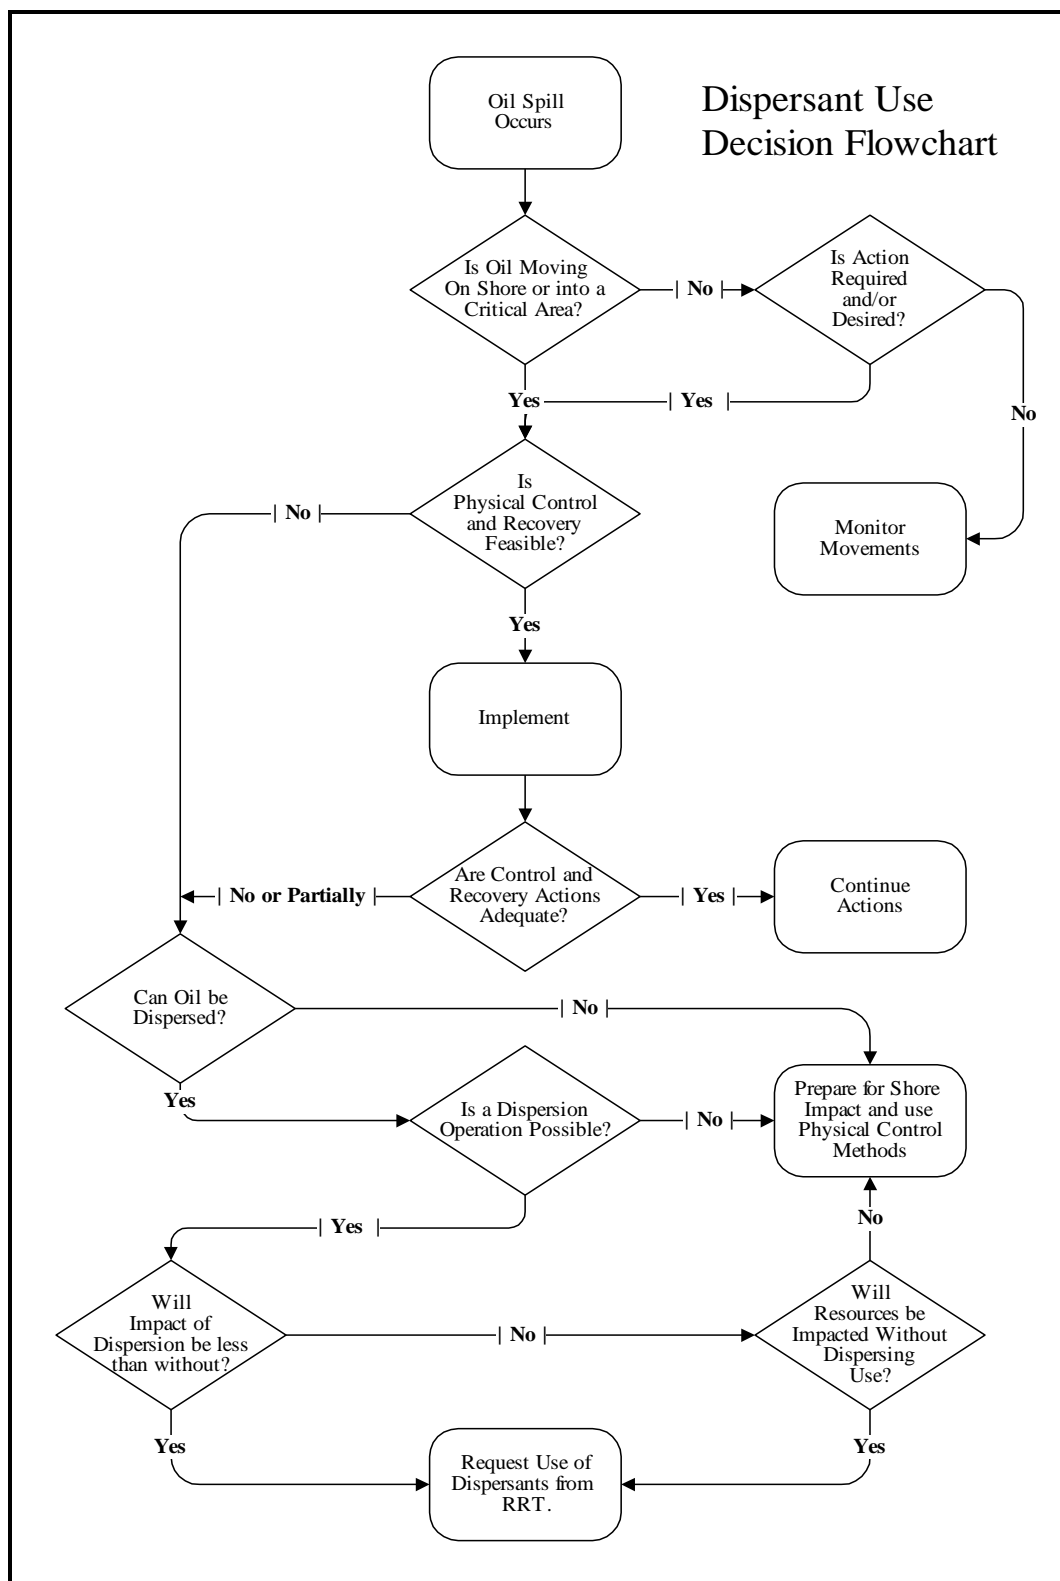 Oil Spill
Occurs
Dispersant Use
Decision Flowchart
Is Oil Moving
On Shore or into a
Critical Area?
| No |
Is Action
Required
and/or
Desired?
Yes
| Yes |
No
Is
Physical Control
and Recovery
Feasible?
| No |
Monitor
Movements
Yes
Implement
Are Control and
Recovery Actions
Adequate?
| No or Partially |
| Yes |
Continue
Actions
Can Oil be
Dispersed?
| No |
Yes
Is a Dispersion
Operation Possible?
| No |
Prepare for Shore
Impact and use
Physical Control
Methods
| Yes |
No
Will
Impact of
Dispersion be less
than without?
| No |
Will
Resources be
Impacted Without
Dispersing
Use?
Yes
Yes
Request Use of
Dispersants from
RRT.